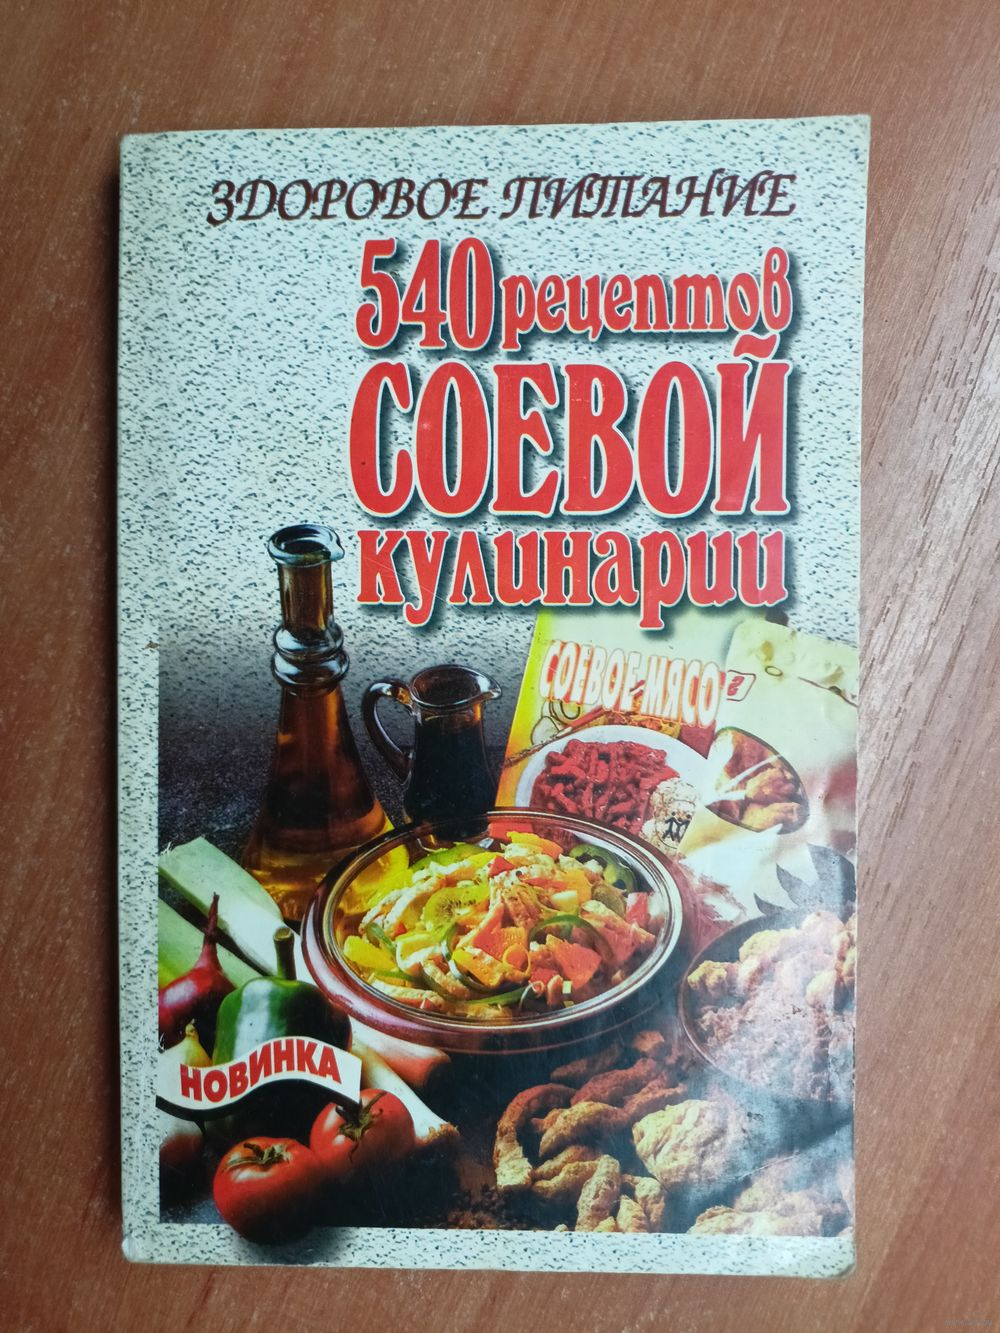 ЗДОРОВОЕ ПИТАНИЕ
540 рецептов
СОЕВОЙ
кулинарии
СОЕВОЕ МЯСО
НОВИНКА